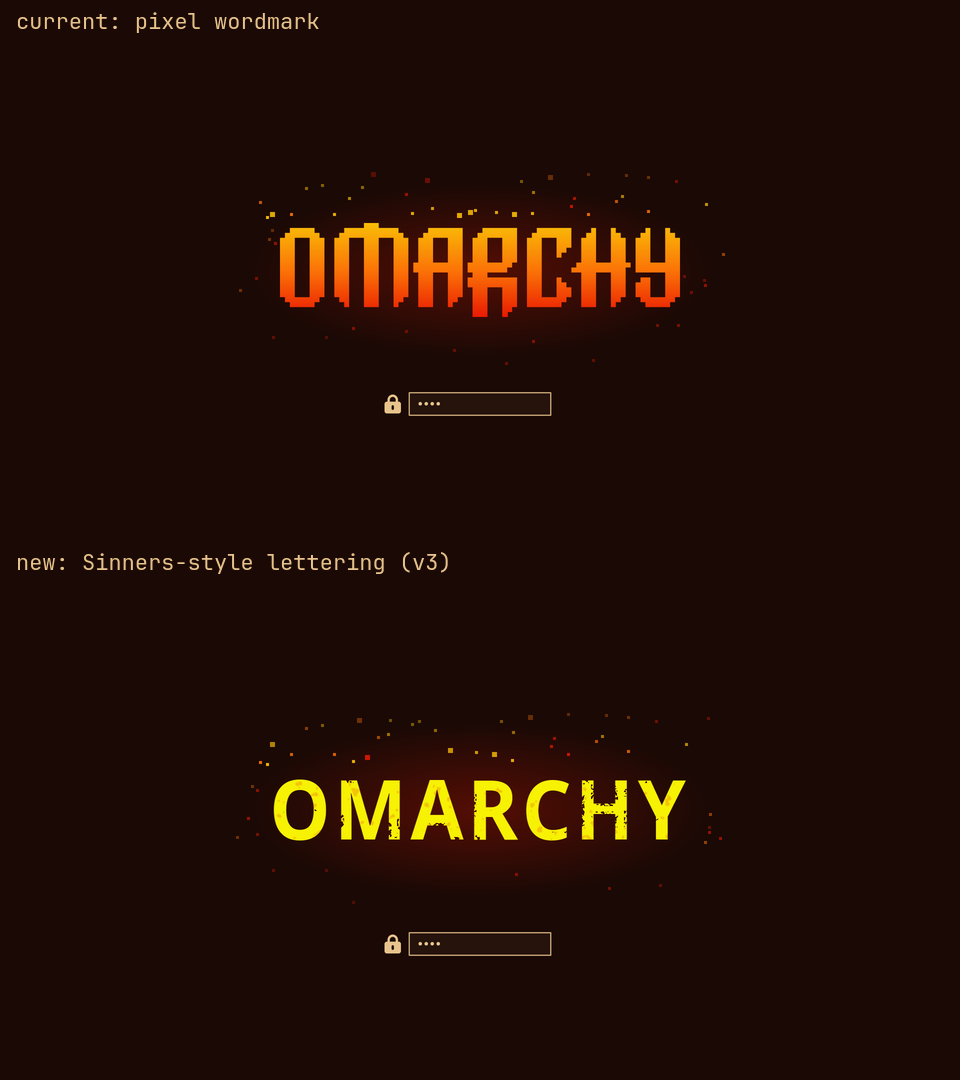 current: pixel wordmark
OMARCHY
••••
new: Sinners-style lettering (v3)
OMARCHY
••••